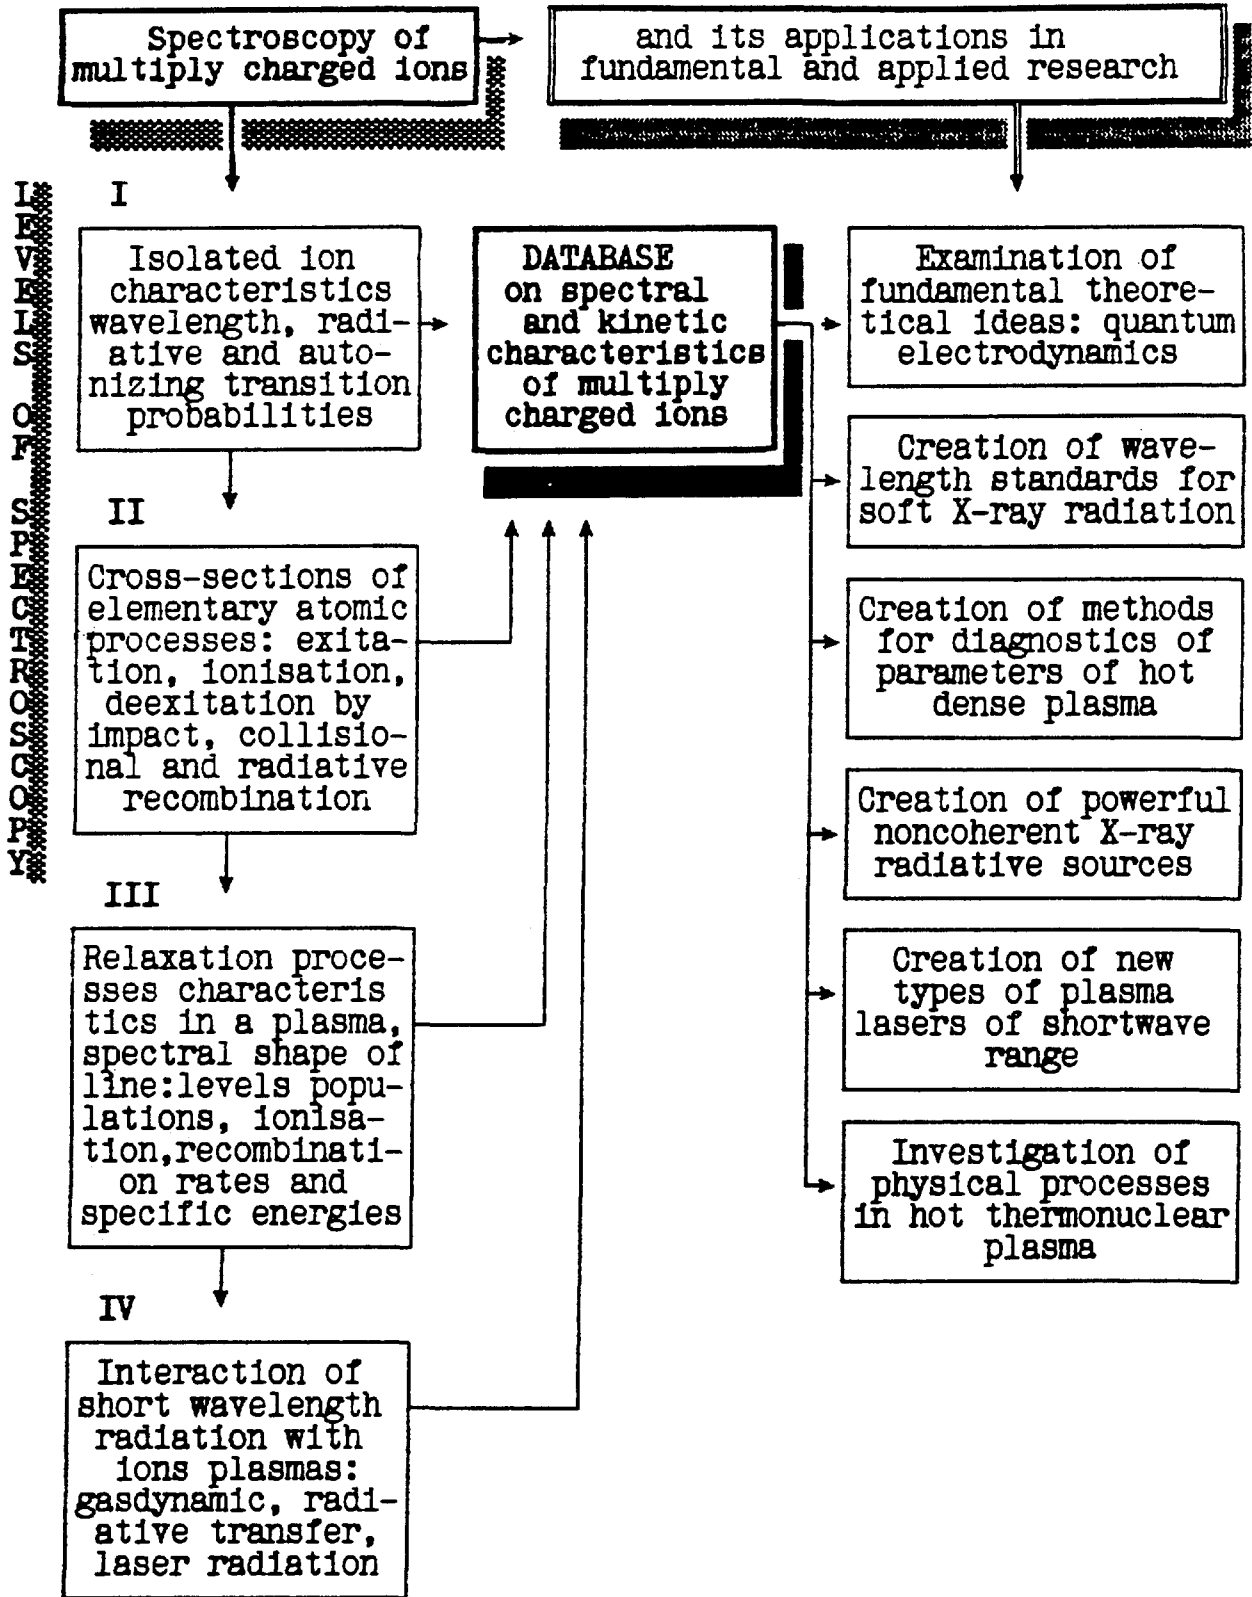 Spectroscopy of
multiply charged ions
and its applications in
fundamental and applied research
LEVELS OF SPECTROSCOPY
I
Isolated ion
characteristics
wavelength, radi-
ative and auto-
nizing transition
probabilities
II
Cross-sections of
elementary atomic
processes: exita-
tion, ionisation,
deexitation by
impact, collisio-
nal and radiative
recombination
III
Relaxation proce-
sses characteris
tics in a plasma,
spectral shape of
line:levels popu-
lations, ionisa-
tion,recombinati-
on rates and
specific energies
IV
Interaction of
short wavelength
radiation with
ions plasmas:
gasdynamic, radi-
ative transfer,
laser radiation
DATABASE
on spectral
and kinetic
characteristics
of multiply
charged ions
Examination of
fundamental theore-
tical ideas: quantum
electrodynamics
Creation of wave-
length standards for
soft X-ray radiation
Creation of methods
for diagnostics of
parameters of hot
dense plasma
Creation of powerful
noncoherent X-ray
radiative sources
Creation of new
types of plasma
lasers of shortwave
range
Investigation of
physical processes
in hot thermonuclear
plasma